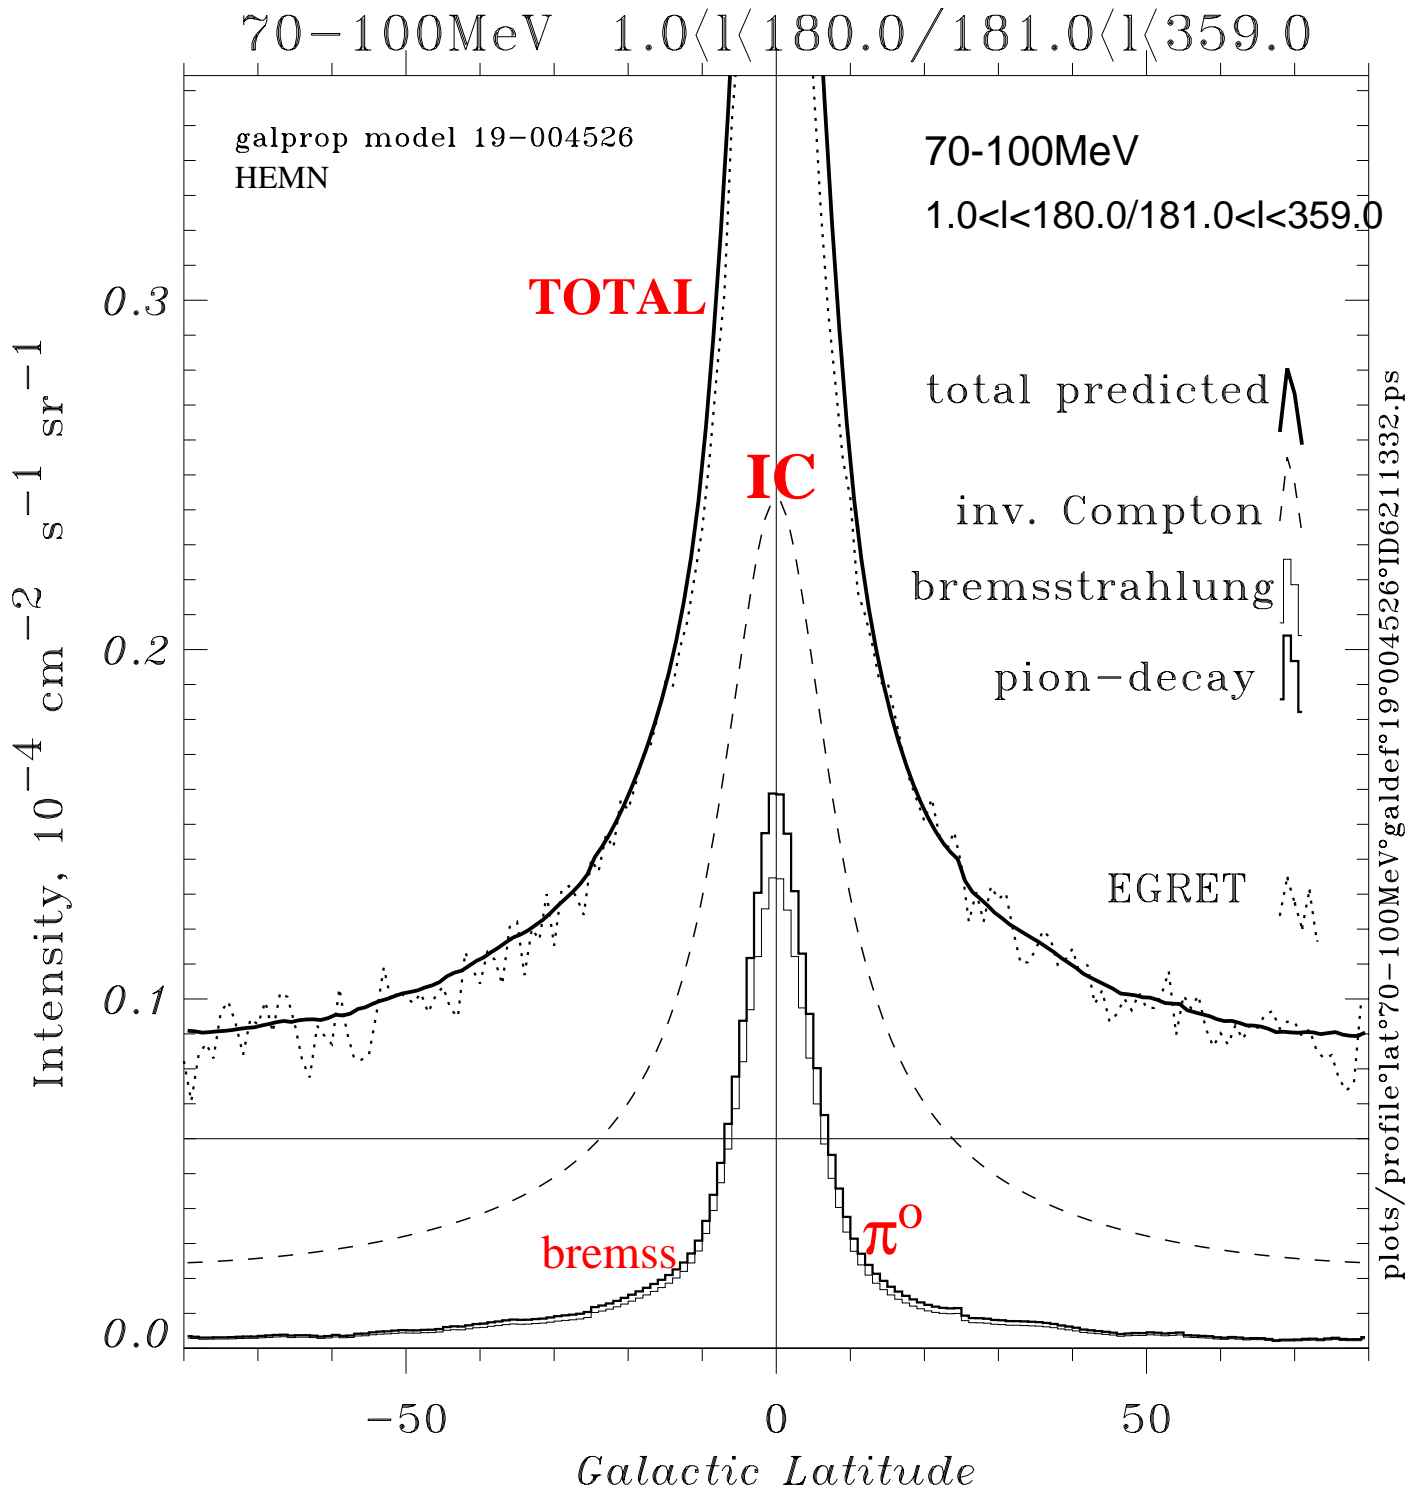 70-100MeV 1.0<l<180.0/181.0<l<359.0
galprop model 19-004526
HEMN
70-100MeV
1.0<l<180.0/181.0<l<359.0
TOTAL
IC
total predicted
inv. Compton
bremsstrahlung
pion-decay
EGRET
bremss
π⁰
0.3
0.2
0.1
0.0
-50 0 50
Galactic Latitude
Intensity, 10⁻⁴ cm⁻² s⁻¹ sr⁻¹
plots/profile°lat°70-100MeV°galdef°19°004526°ID6211332.ps